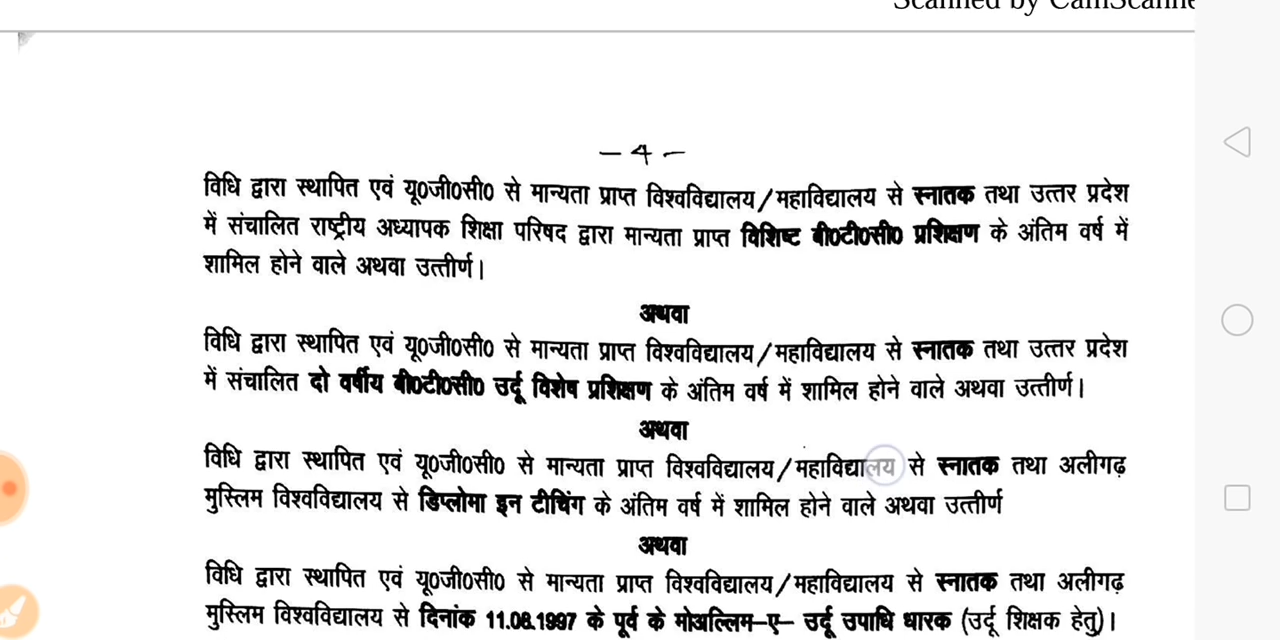 Scanned by CamScanne
– 4 –
विधि द्वारा स्थापित एवं यू0जी0सी0 से मान्यता प्राप्त विश्वविद्यालय/महाविद्यालय से स्नातक तथा उत्तर प्रदेश
में संचालित राष्ट्रीय अध्यापक शिक्षा परिषद द्वारा मान्यता प्राप्त विशिष्ट बी0टी0सी0 प्रशिक्षण के अंतिम वर्ष में
शामिल होने वाले अथवा उत्तीर्ण।
अथवा
विधि द्वारा स्थापित एवं यू0जी0सी0 से मान्यता प्राप्त विश्वविद्यालय/महाविद्यालय से स्नातक तथा उत्तर प्रदेश
में संचालित दो वर्षीय बी0टी0सी0 उर्दू विशेष प्रशिक्षण के अंतिम वर्ष में शामिल होने वाले अथवा उत्तीर्ण।
अथवा
विधि द्वारा स्थापित एवं यू0जी0सी0 से मान्यता प्राप्त विश्वविद्यालय/महाविद्यालय से स्नातक तथा अलीगढ़
मुस्लिम विश्वविद्यालय से डिप्लोमा इन टीचिंग के अंतिम वर्ष में शामिल होने वाले अथवा उत्तीर्ण
अथवा
विधि द्वारा स्थापित एवं यू0जी0सी0 से मान्यता प्राप्त विश्वविद्यालय/महाविद्यालय से स्नातक तथा अलीगढ़
मुस्लिम विश्वविद्यालय से दिनांक 11.08.1997 के पूर्व के मोअल्लिम–ए– उर्दू उपाधि धारक (उर्दू शिक्षक हेतु)।